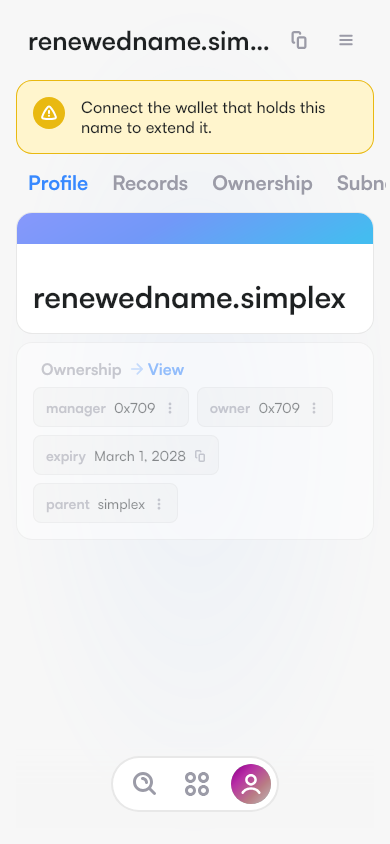 renewedname.sim...
Connect the wallet that holds this
name to extend it.
Profile Records Ownership Subn
renewedname.simplex
Ownership → View
manager 0x709 owner 0x709
expiry March 1, 2028
parent simplex